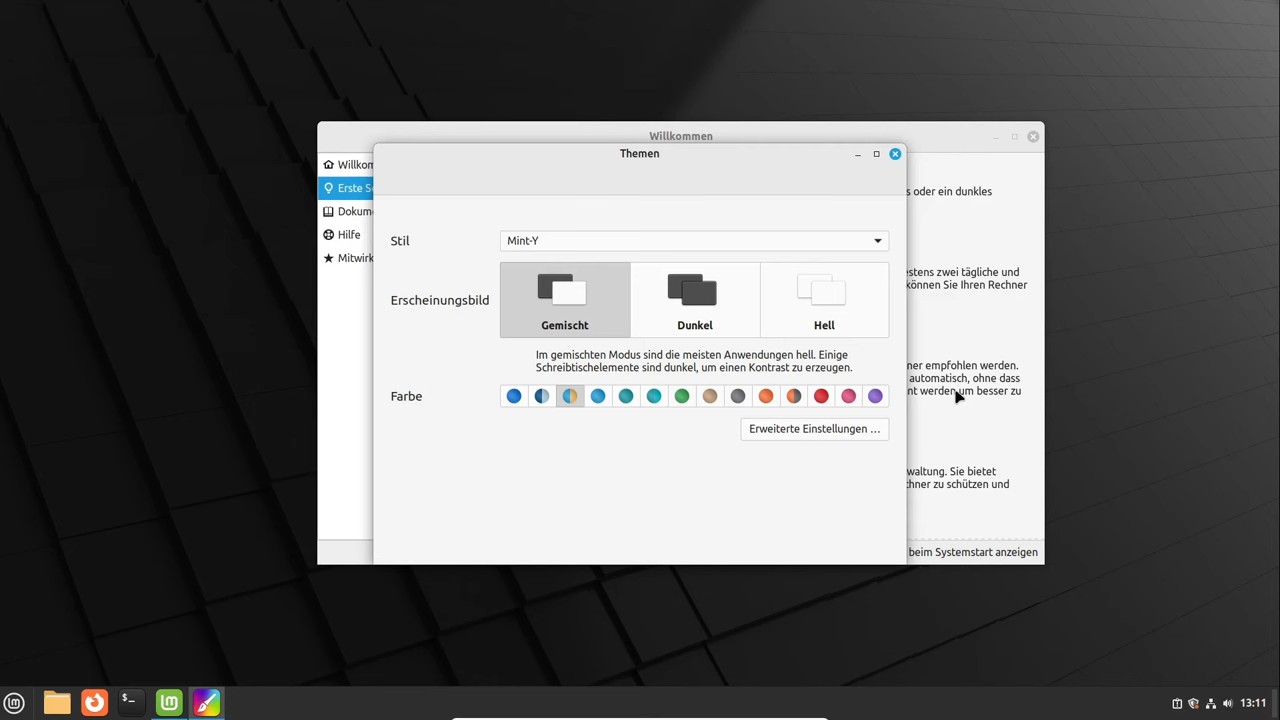 Willkommen
Themen
Willkom
Erste S
Dokume
Hilfe
Mitwirk
s oder ein dunkles
estens zwei tägliche und
können Sie Ihren Rechner
ner empfohlen werden.
automatisch, ohne dass
nt werden um besser zu
waltung. Sie bietet
chner zu schützen und
beim Systemstart anzeigen
Stil
Mint-Y
Erscheinungsbild
Gemischt
Dunkel
Hell
Im gemischten Modus sind die meisten Anwendungen hell. Einige
Schreibtischelemente sind dunkel, um einen Kontrast zu erzeugen.
Farbe
Erweiterte Einstellungen …
13:11